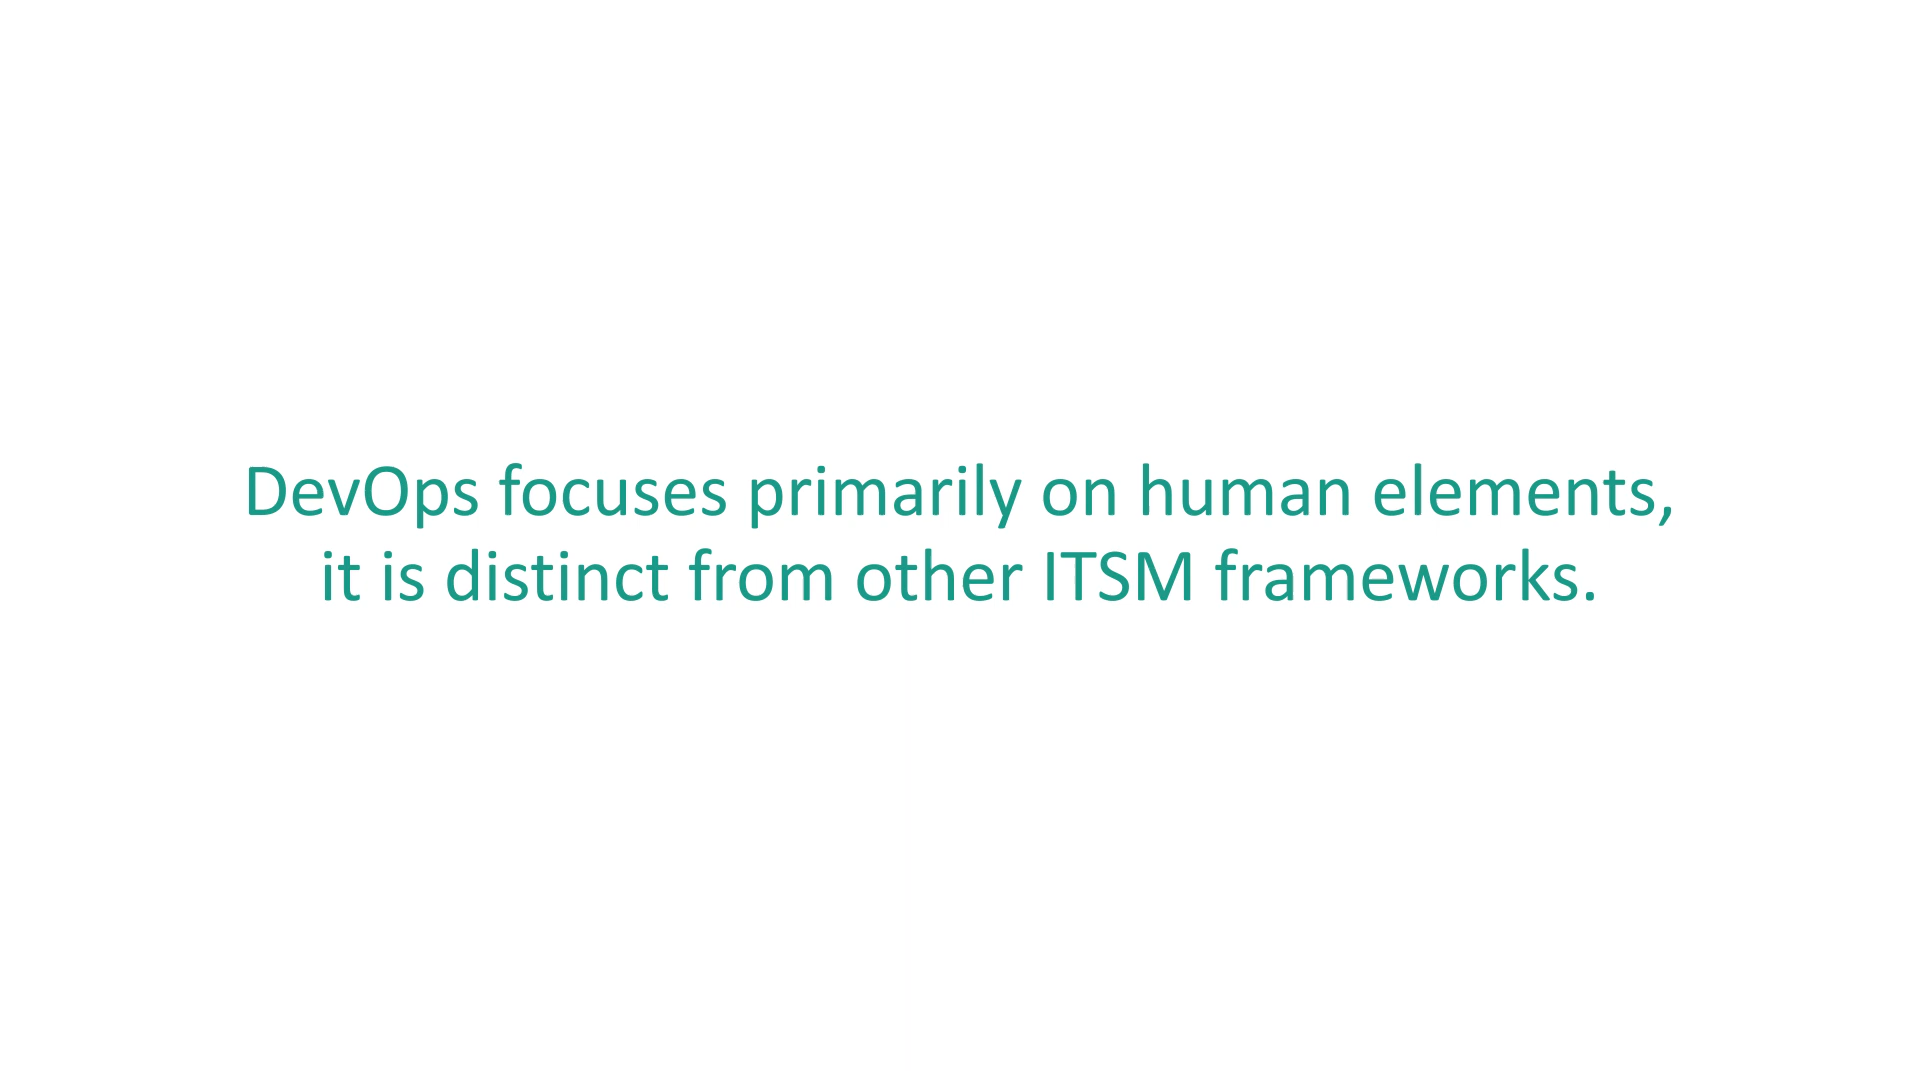 DevOps focuses primarily on human elements,
it is distinct from other ITSM frameworks.